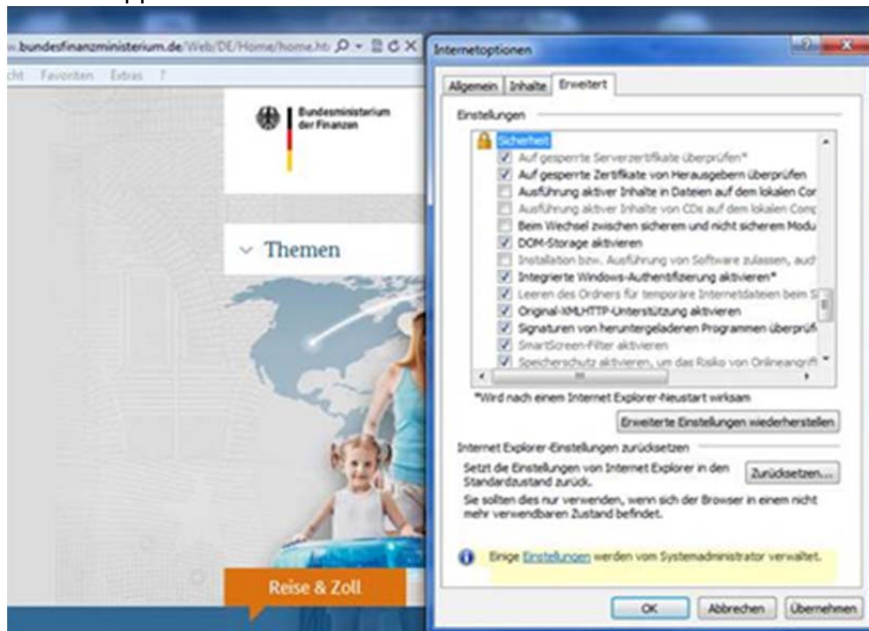 w.bundesfinanzministerium.de/Web/DE/Home/home.ht
cht Favoriten Extras ?
Bundesministerium
der Finanzen
Themen
Reise & Zoll
Internetoptionen
Allgemein Inhalte Erweitert
Einstellungen
Sicherheit
Auf gesperrte Serverzertifikate überprüfen*
Auf gesperrte Zertifikate von Herausgebern überprüfen
Ausführung aktiver Inhalte in Dateien auf dem lokalen Cor
Ausführung aktiver Inhalte von CDs auf dem lokalen Comp
Beim Wechsel zwischen sicherem und nicht sicherem Modu
DOM-Storage aktivieren
Installation bzw. Ausführung von Software zulassen, auch
Integrierte Windows-Authentifizierung aktivieren*
Leeren des Ordners für temporäre Internetdateien beim S
Original-XMLHTTP-Unterstützung aktivieren
Signaturen von heruntergeladenen Programmen überprüfe
SmartScreen-Filter aktivieren
Speicherschutz aktivieren, um das Risiko von Onlineangriff
*Wird nach einem Internet Explorer-Neustart wirksam
Erweiterte Einstellungen wiederherstellen
Internet Explorer-Einstellungen zurücksetzen
Setzt die Einstellungen von Internet Explorer in den
Standardzustand zurück.
Zurücksetzen...
Sie sollten dies nur verwenden, wenn sich der Browser in einem nicht
mehr verwendbaren Zustand befindet.
Einige Einstellungen werden vom Systemadministrator verwaltet.
OK Abbrechen Übernehmen